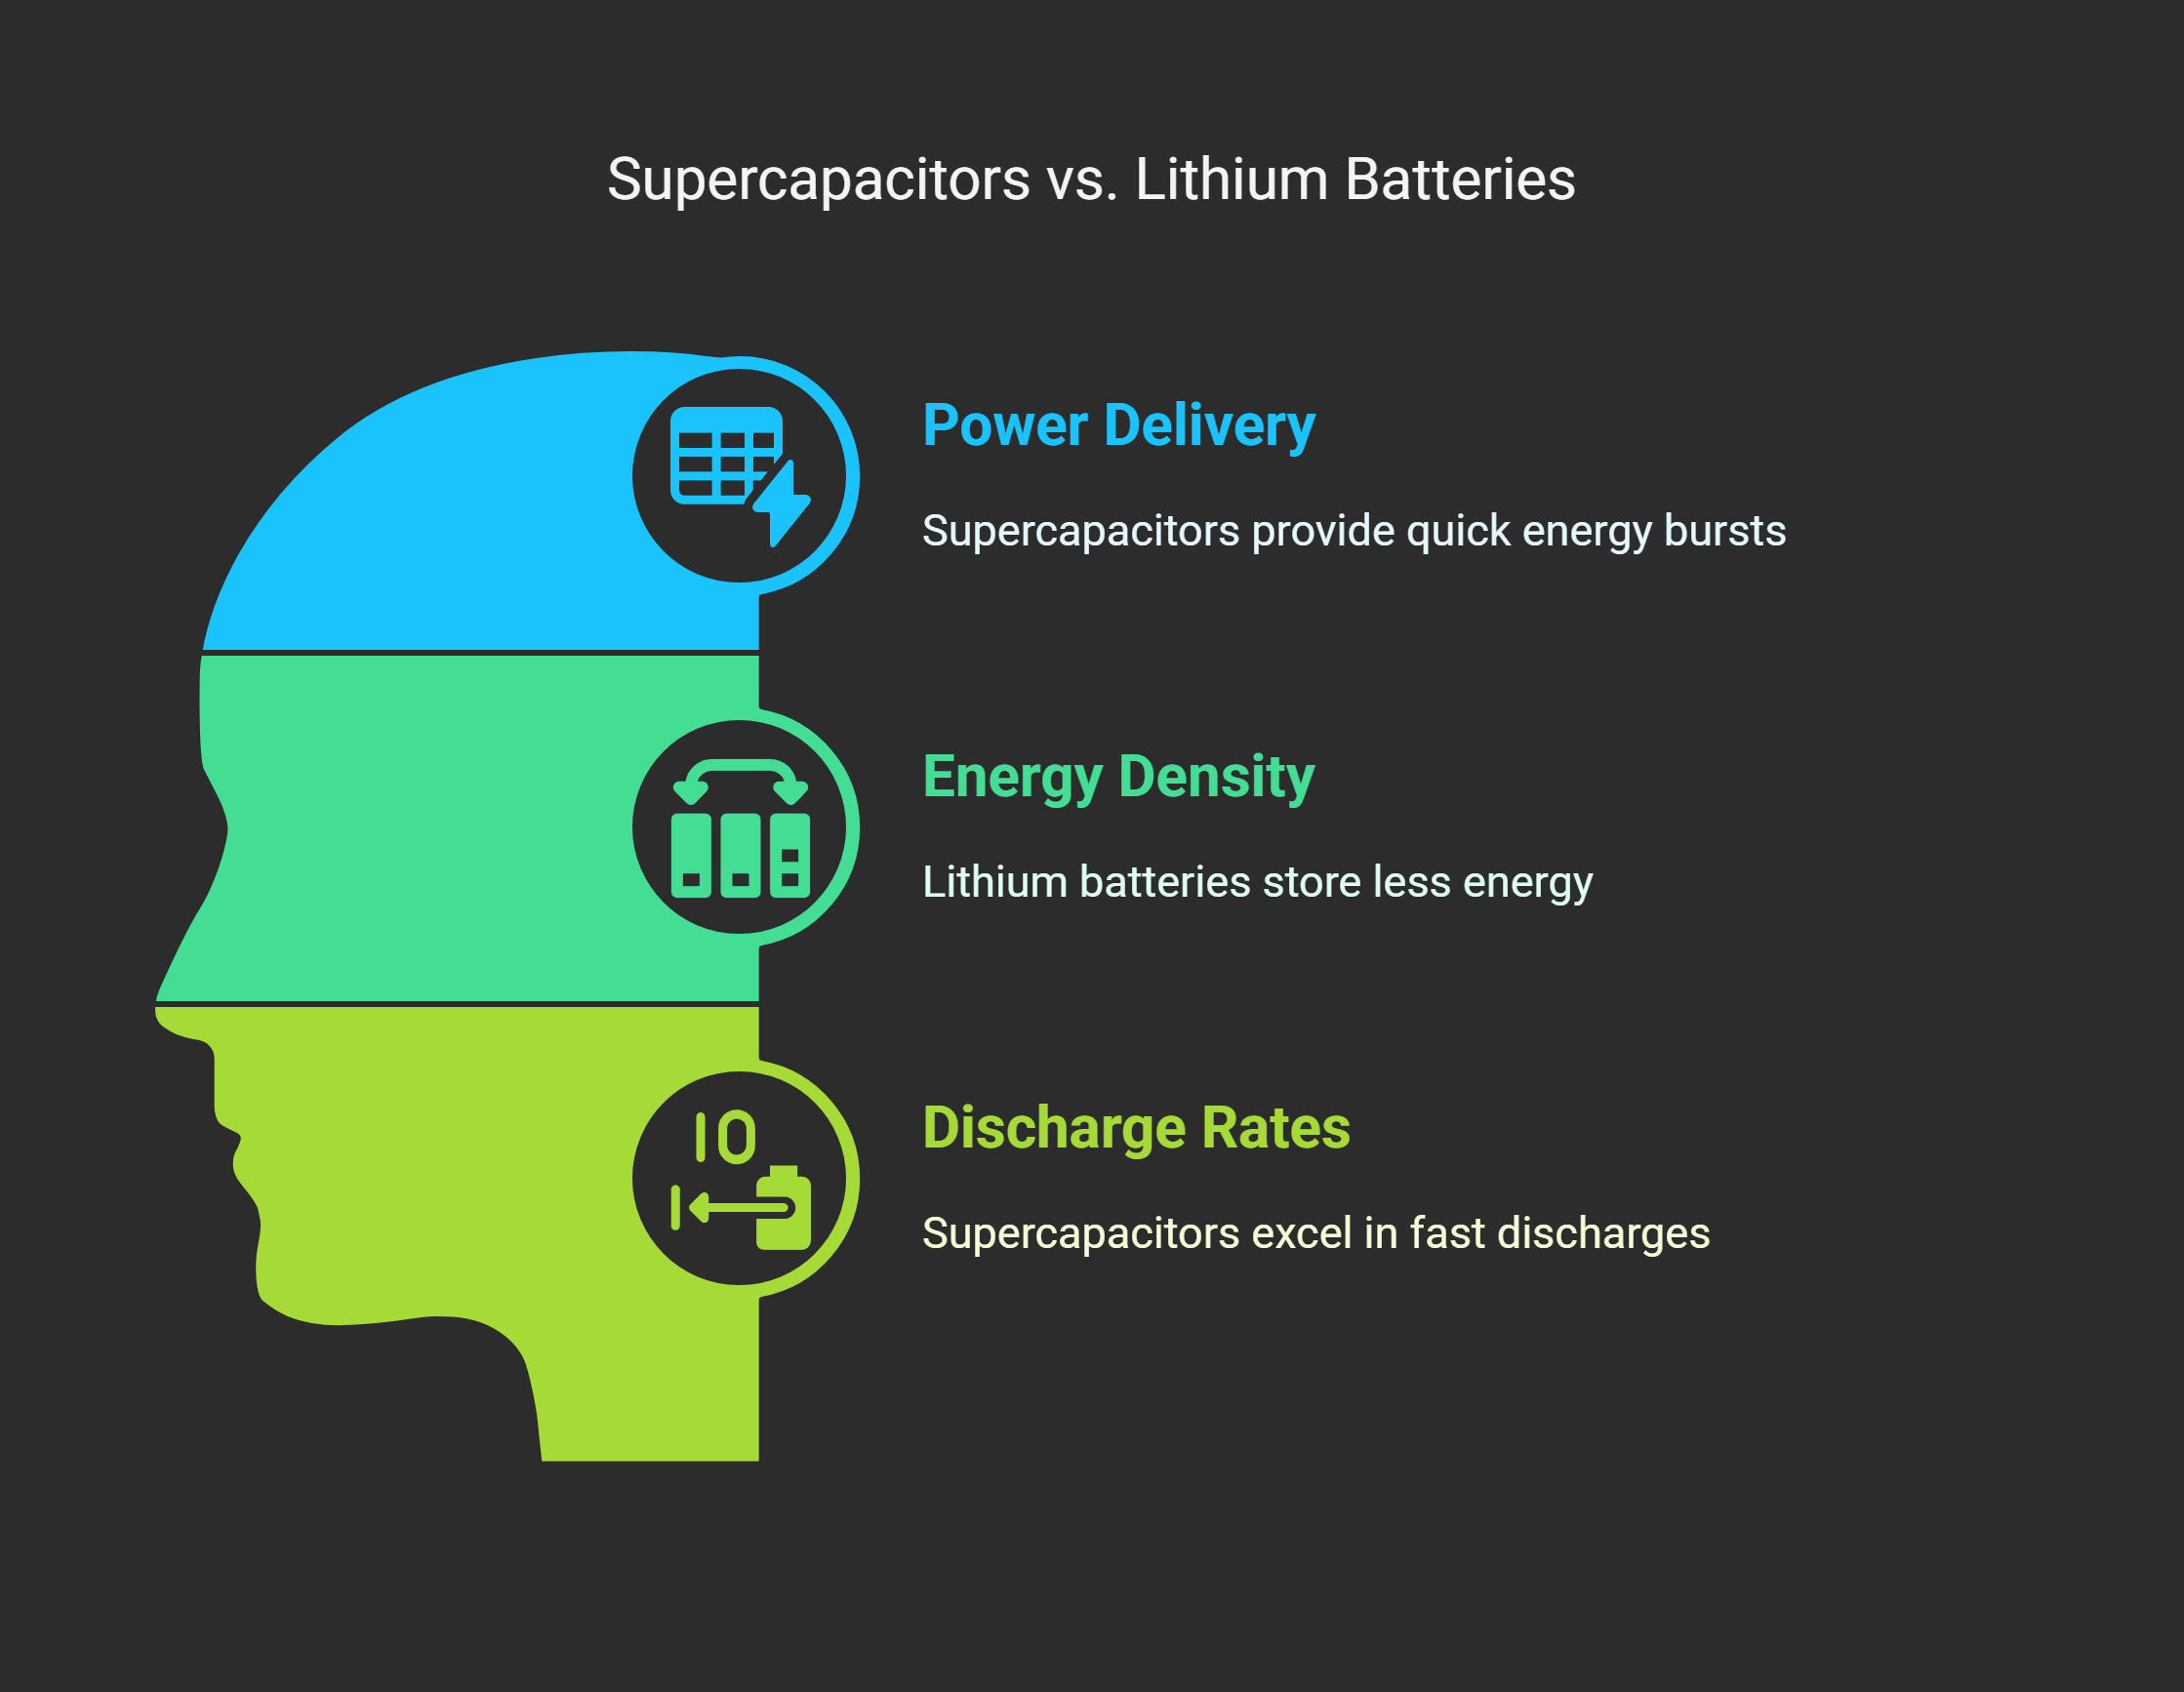 Supercapacitors vs. Lithium Batteries
Power Delivery
Supercapacitors provide quick energy bursts
Energy Density
Lithium batteries store less energy
10
Discharge Rates
Supercapacitors excel in fast discharges